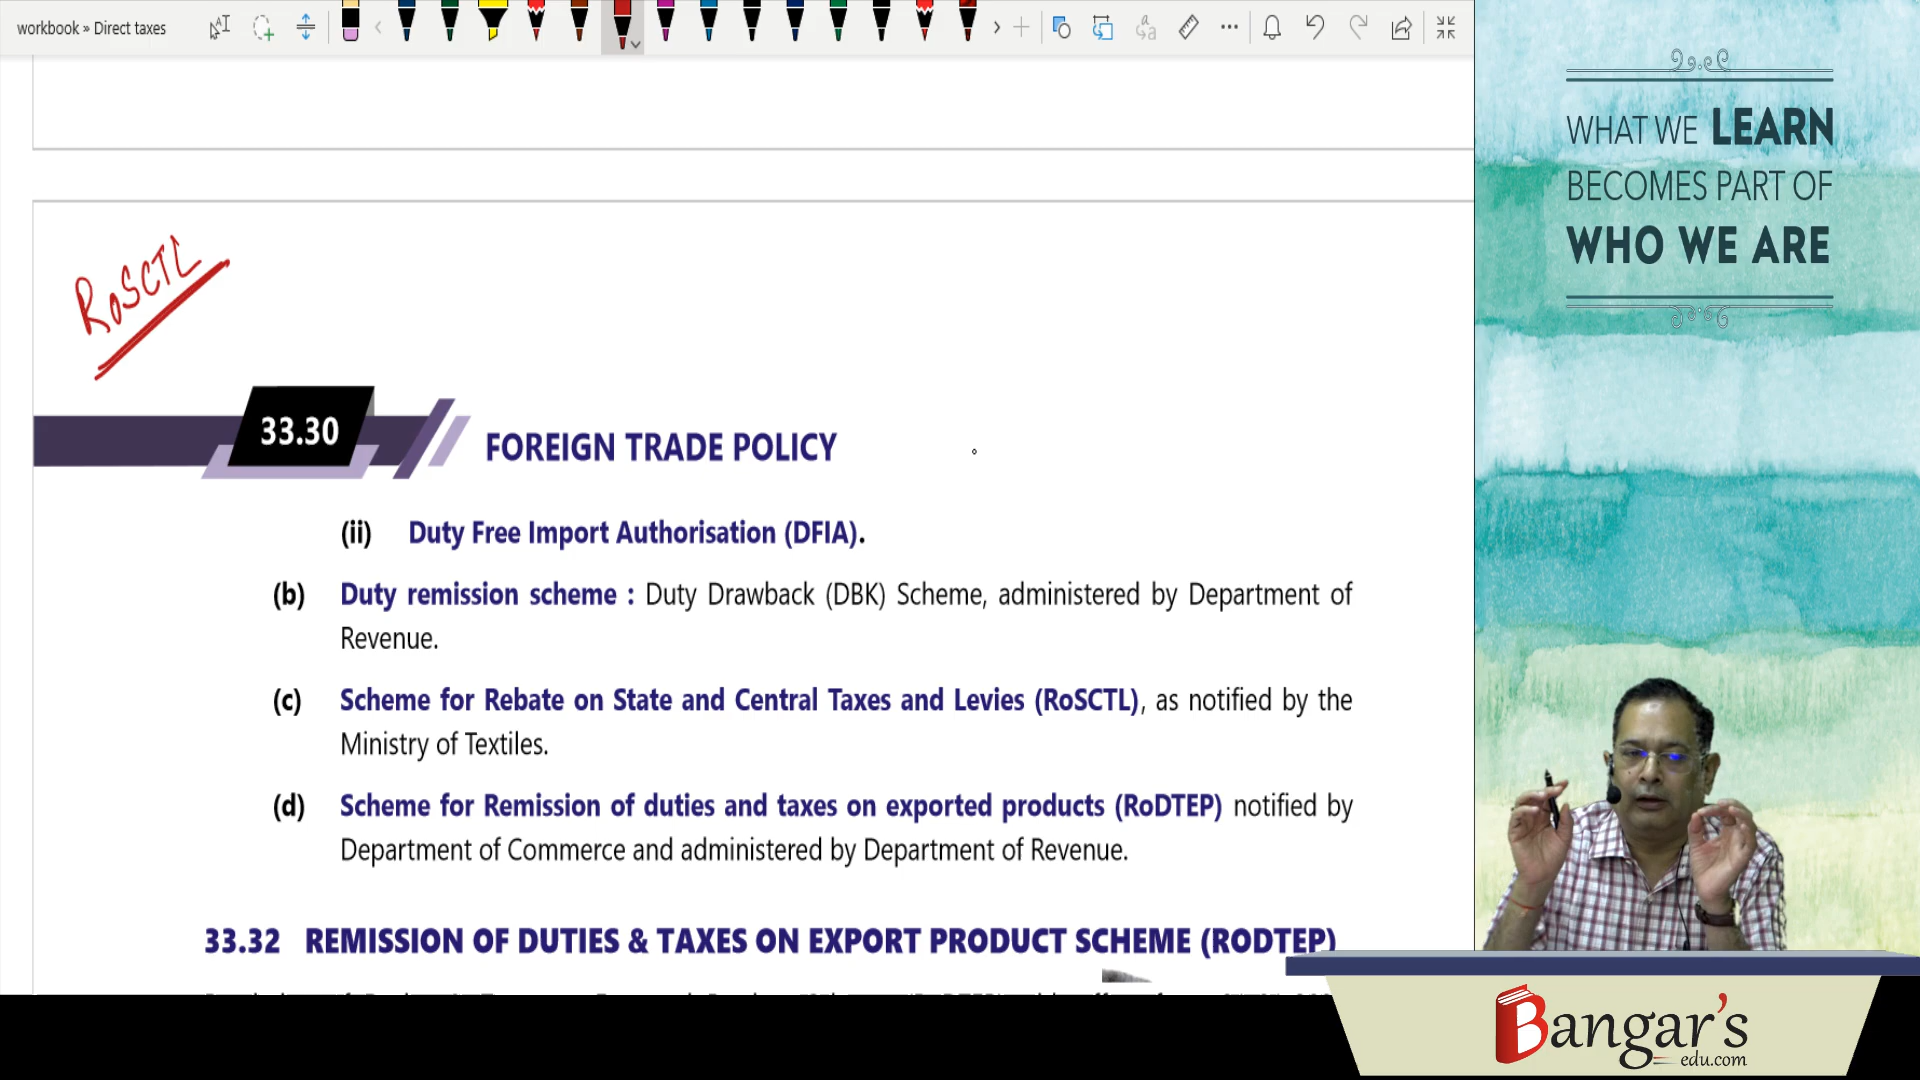 workbook » Direct taxes
WHAT WE LEARN
BECOMES PART OF
WHO WE ARE
RoSCTL
33.30
FOREIGN TRADE POLICY
(ii) Duty Free Import Authorisation (DFIA).
(b) Duty remission scheme : Duty Drawback (DBK) Scheme, administered by Department of
Revenue.
(c) Scheme for Rebate on State and Central Taxes and Levies (RoSCTL), as notified by the
Ministry of Textiles.
(d) Scheme for Remission of duties and taxes on exported products (RoDTEP) notified by
Department of Commerce and administered by Department of Revenue.
33.32 REMISSION OF DUTIES & TAXES ON EXPORT PRODUCT SCHEME (RODTEP)
Bangar's
edu.com